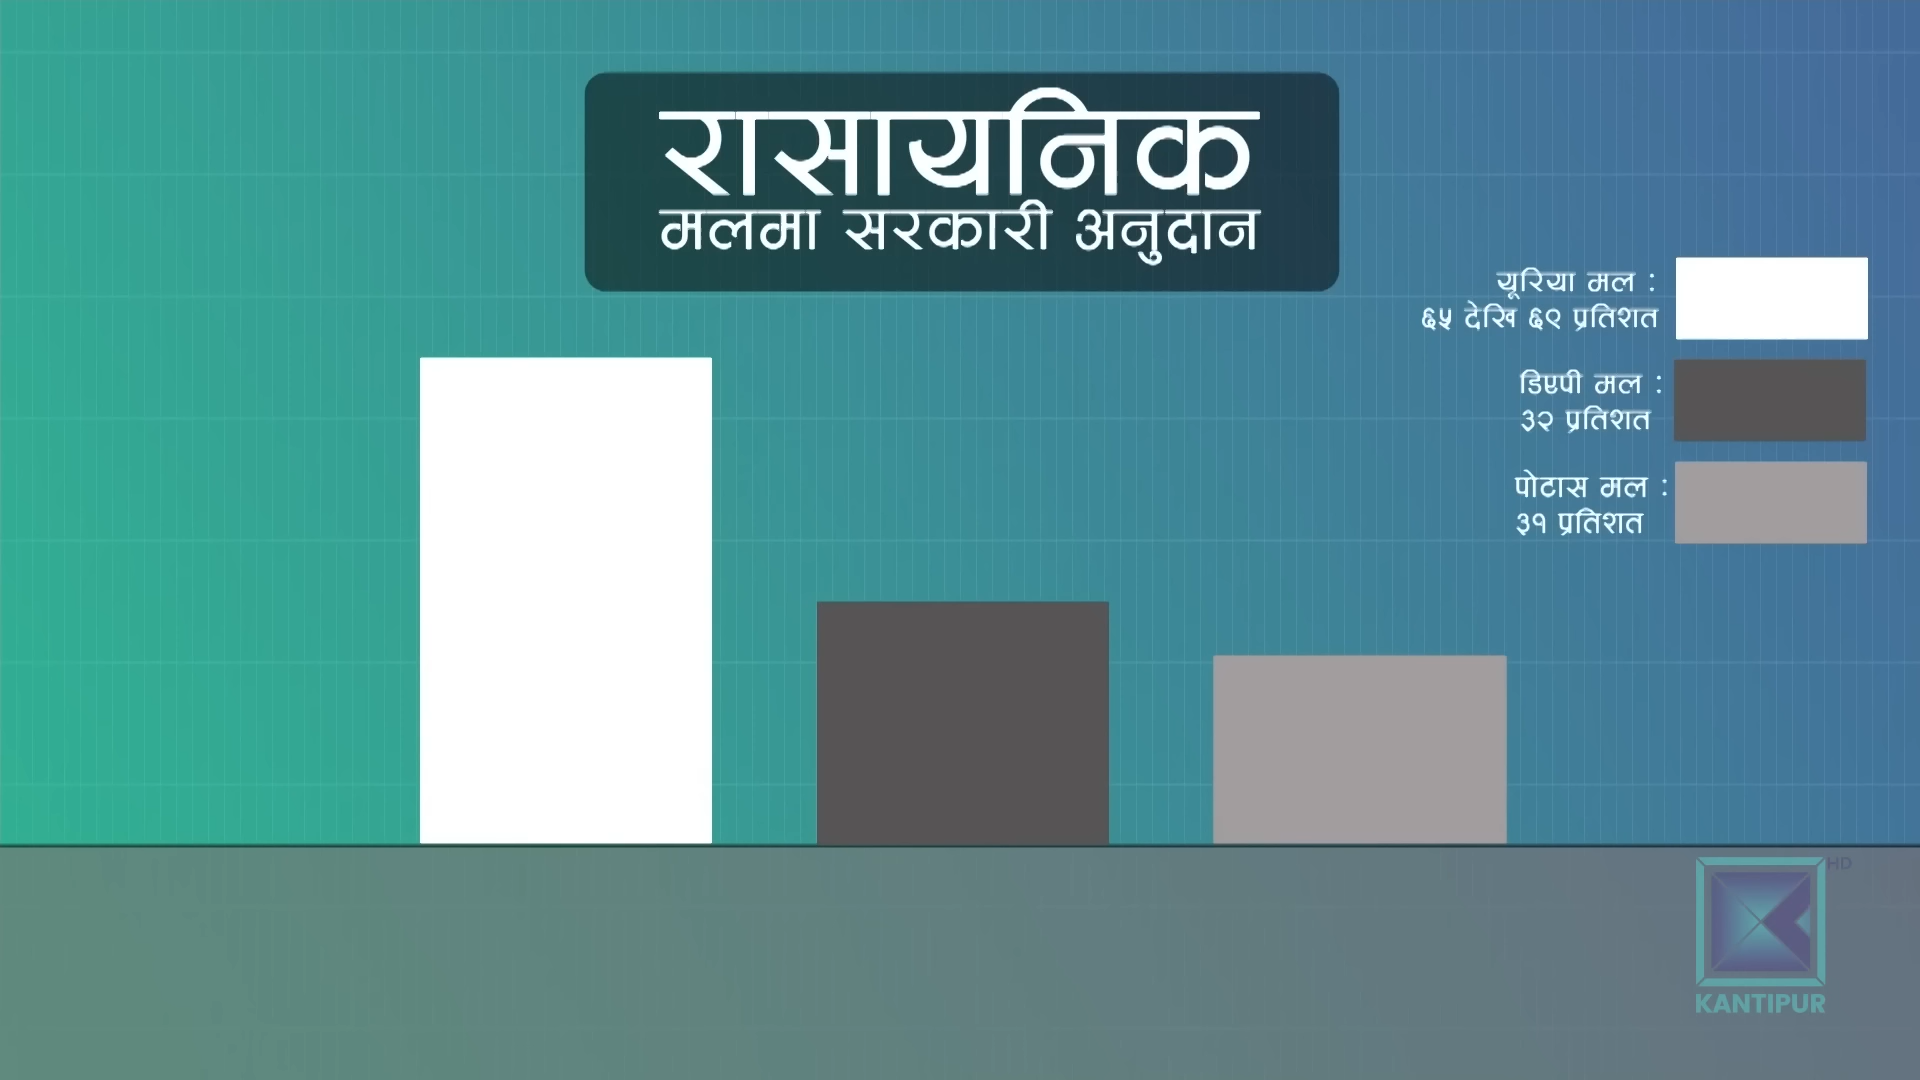 रासायनिक
मलमा सरकारी अनुदान
यूरिया मल :
६५ देखि ६९ प्रतिशत
डिएपी मल :
३२ प्रतिशत
पोटास मल :
३१ प्रतिशत
HD
KANTIPUR